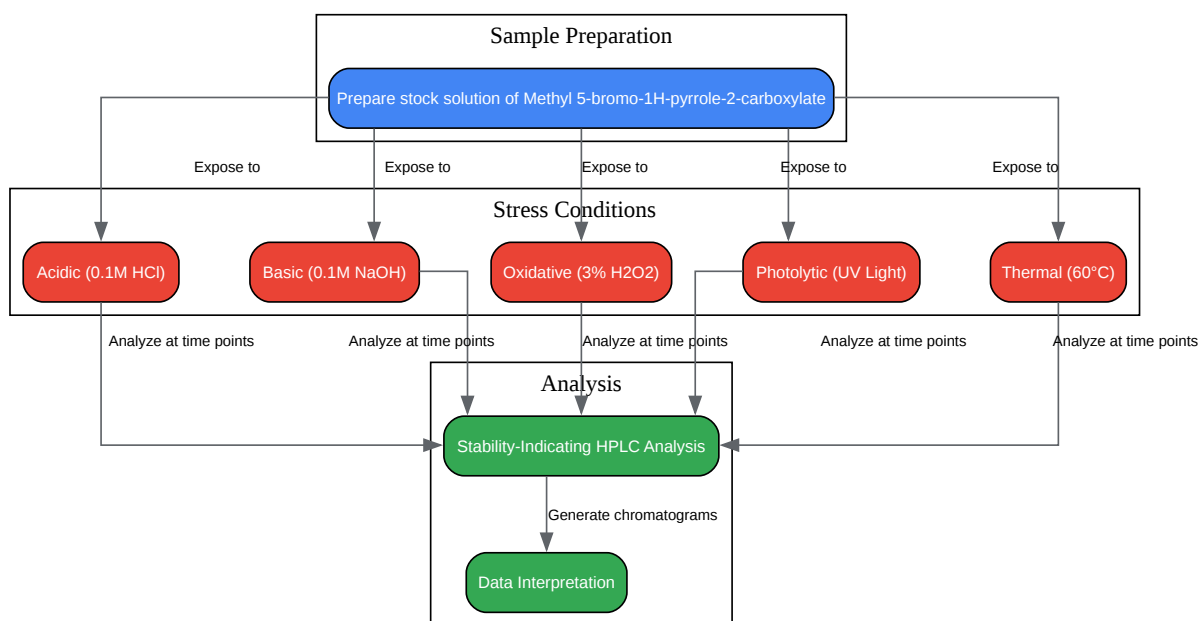 Sample Preparation
Prepare stock solution of Methyl 5-bromo-1H-pyrrole-2-carboxylate
Expose to
Expose to
Expose to
Expose to
Expose to
Stress Conditions
Acidic (0.1M HCl)
Basic (0.1M NaOH)
Oxidative (3% H2O2)
Photolytic (UV Light)
Thermal (60°C)
Analyze at time points
Analyze at time points
Analyze at time points
Analyze at time points
Analyze at time points
Analysis
Stability-Indicating HPLC Analysis
Generate chromatograms
Data Interpretation